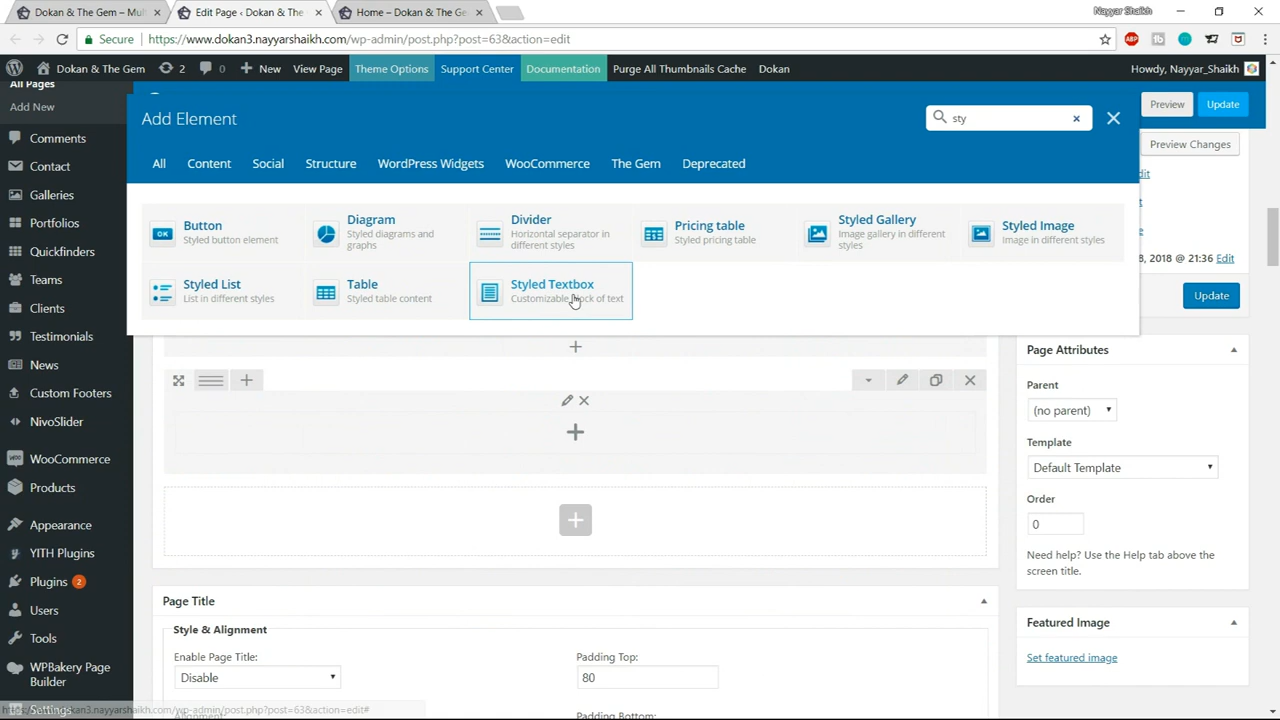 Dokan & The Gem – Mul
Edit Page ‹ Dokan & The
Home – Dokan & The Ge
Nayyar Shaikh
Secure
https://www.dokan3.nayyarshaikh.com/wp-admin/post.php?post=63&action=edit
ABP
Dokan & The Gem
2
0
New
View Page
Theme Options
Support Center
Documentation
Purge All Thumbnails Cache
Dokan
Howdy, Nayyar_Shaikh
All Pages
Add New
Comments
Contact
Galleries
Portfolios
Quickfinders
Teams
Clients
Testimonials
News
Custom Footers
NivoSlider
WooCommerce
Products
Appearance
YITH Plugins
Plugins 2
Users
Tools
WPBakery Page
Builder
Settings
Add Element
sty
All
Content
Social
Structure
WordPress Widgets
WooCommerce
The Gem
Deprecated
OK
Button
Styled button element
Diagram
Styled diagrams and
graphs
Divider
Horizontal separator in
different styles
Pricing table
Styled pricing table
Styled Gallery
Image gallery in different
styles
Styled Image
Image in different styles
Styled List
List in different styles
Table
Styled table content
Styled Textbox
Customizable block of text
Preview
Update
Preview Changes
dit
8, 2018 @ 21:36 Edit
Update
Page Attributes
Parent
(no parent)
Template
Default Template
Order
0
Need help? Use the Help tab above the
screen title.
Featured Image
Set featured image
Page Title
Style & Alignment
Enable Page Title:
Disable
Padding Top:
80
Padding Bottom:
https://www.dokan3.nayyarshaikh.com/wp-admin/post.php?post=63&action=edit#